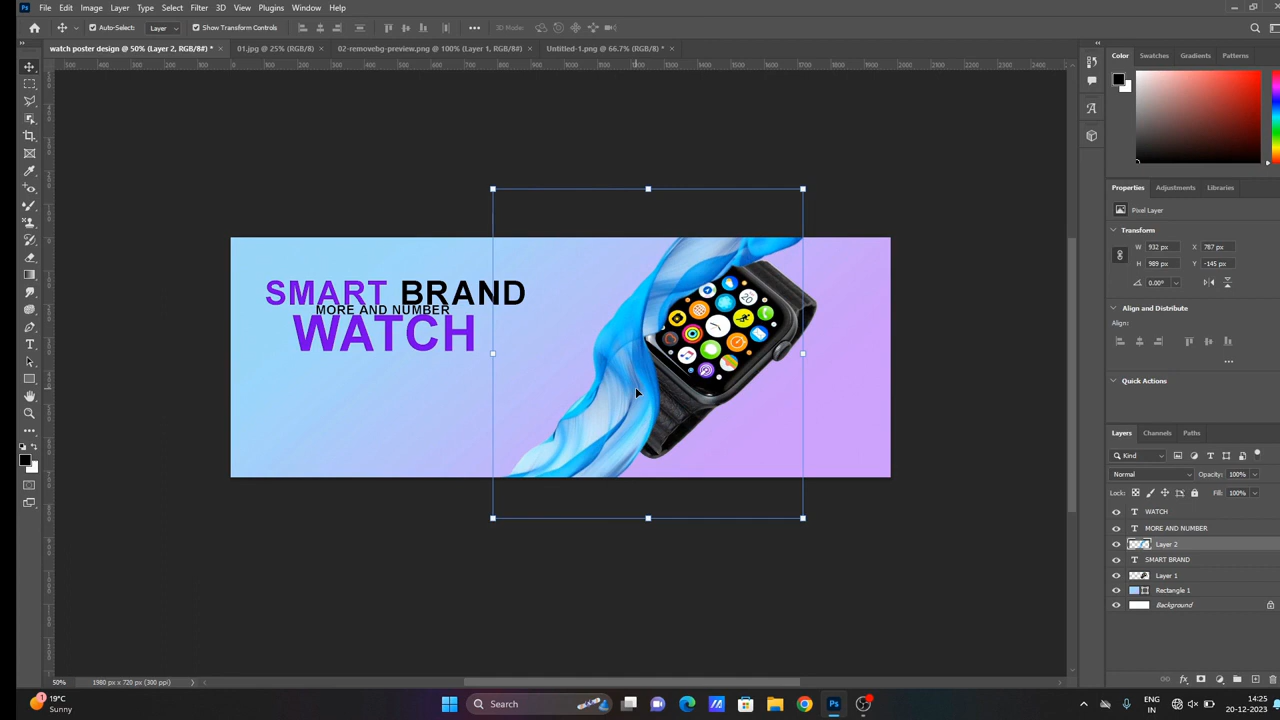 Ps File Edit Image Layer Type Select Filter 3D View Plugins Window Help
Auto-Select: Layer Show Transform Controls 3D Mode:
watch poster design @ 50% (Layer 2, RGB/8#) * × 01.jpg @ 25% (RGB/8) × 02-removebg-preview.png @ 100% (Layer 1, RGB/8#) × Untitled-1.png @ 66.7% (RGB/8#) * ×
Color Swatches Gradients Patterns
Properties Adjustments Libraries
Pixel Layer
Transform
W 932 px X 787 px
H 989 px Y -145 px
0.00°
Align and Distribute
Align:
Quick Actions
SMART BRAND
MORE AND NUMBER
WATCH
20
Layers Channels Paths
Kind
Normal Opacity: 100%
Lock: Fill: 100%
T WATCH
T MORE AND NUMBER
Layer 2
T SMART BRAND
Layer 1
Rectangle 1
Background
50% 1980 px x 720 px (300 ppi)
19°C
Sunny
Search
ENG
IN
14:25
20-12-2023